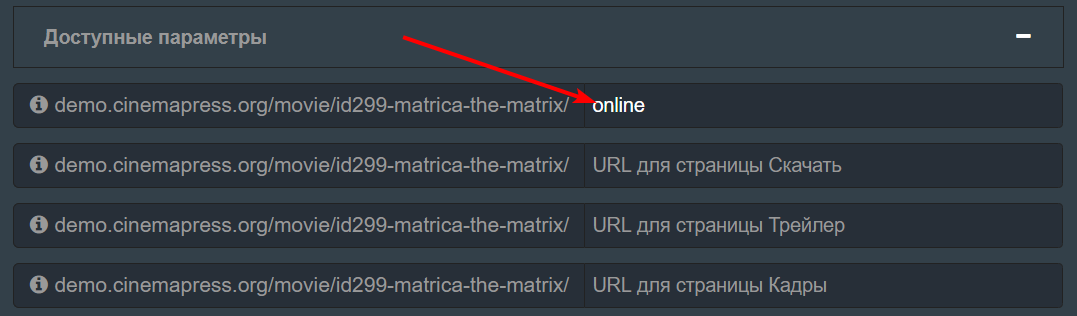 Доступные параметры
demo.cinemapress.org/movie/id299-matrica-the-matrix/ online
demo.cinemapress.org/movie/id299-matrica-the-matrix/ URL для страницы Скачать
demo.cinemapress.org/movie/id299-matrica-the-matrix/ URL для страницы Трейлер
demo.cinemapress.org/movie/id299-matrica-the-matrix/ URL для страницы Кадры